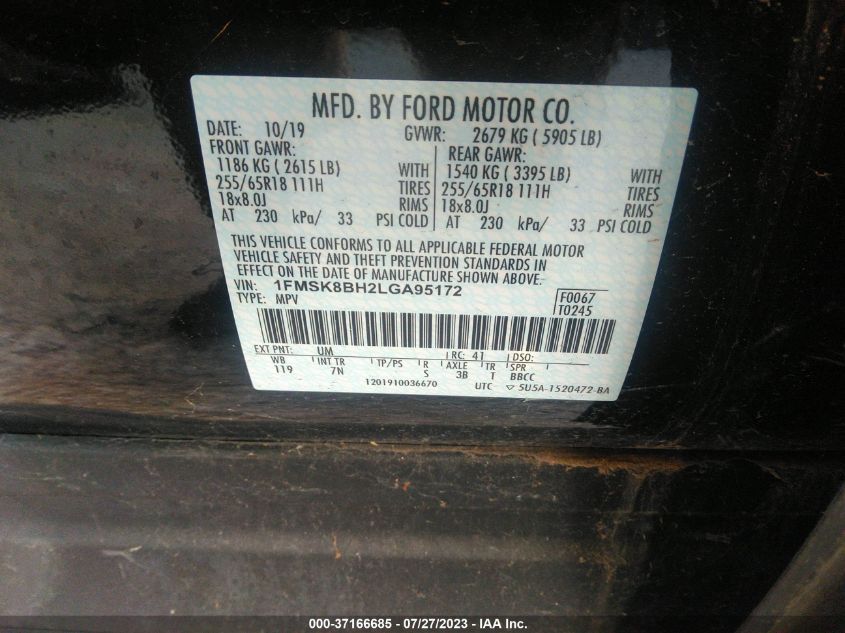 MFD. BY FORD MOTOR CO.
DATE: 10/19 GVWR: 2679 KG ( 5905 LB)
FRONT GAWR: REAR GAWR:
1186 KG ( 2615 LB) WITH 1540 KG ( 3395 LB) WITH
255/65R18 111H TIRES 255/65R18 111H TIRES
18x8.0J RIMS 18x8.0J RIMS
AT 230 kPa/ 33 PSI COLD AT 230 kPa/ 33 PSI COLD
THIS VEHICLE CONFORMS TO ALL APPLICABLE FEDERAL MOTOR
VEHICLE SAFETY AND THEFT PREVENTION STANDARDS IN
EFFECT ON THE DATE OF MANUFACTURE SHOWN ABOVE.
VIN: 1FMSK8BH2LGA95172 F0067
TYPE: MPV T0245
EXT PNT: UM RC: 41 DSO:
WB INT TR TP/PS R AXLE TR SPR
119 7N S 3B T BBCC
1201910036670 UTC ▽ 5U5A-1520472-BA
000-37166685 - 07/27/2023 - IAA Inc.